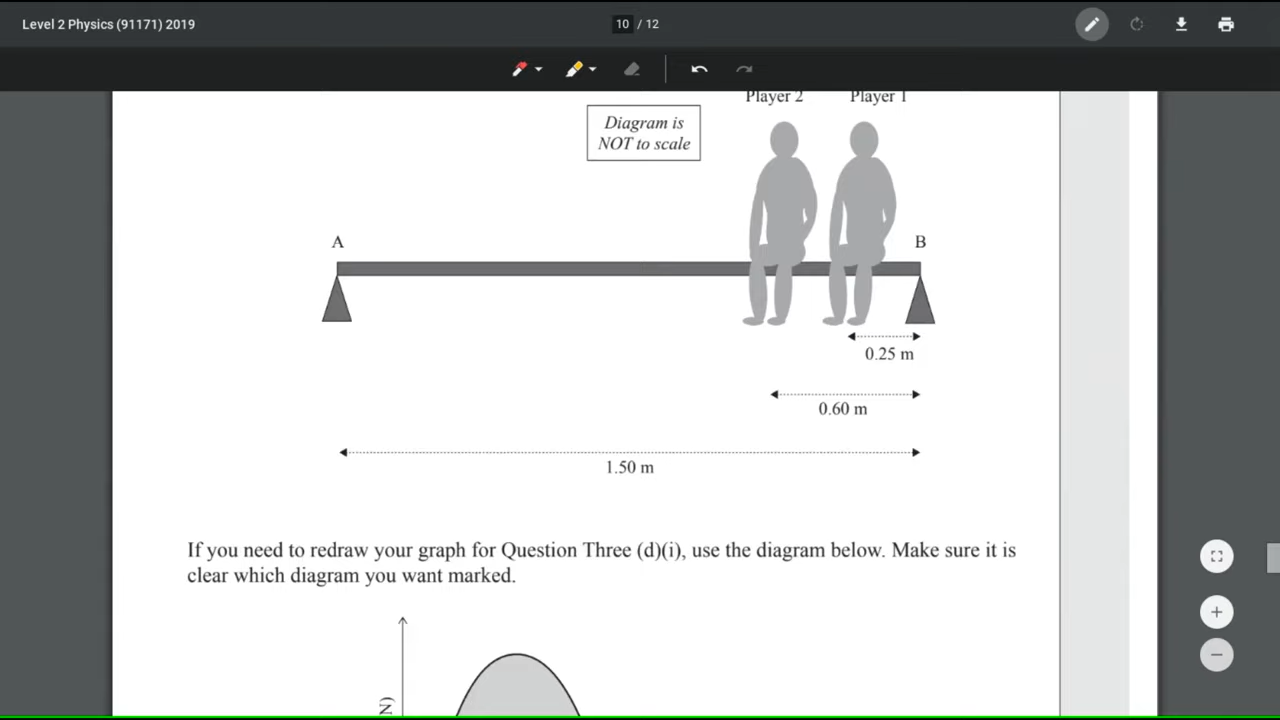 Level 2 Physics (91171) 2019
10 / 12
Player 2 Player 1
Diagram is
NOT to scale
A
B
0.25 m
0.60 m
1.50 m
If you need to redraw your graph for Question Three (d)(i), use the diagram below. Make sure it is
clear which diagram you want marked.
N)